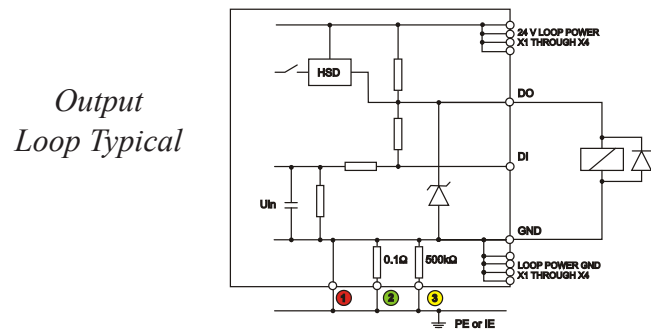 Output
Loop Typical
24 V LOOP POWER
X1 THROUGH X4
HSD
DO
DI
Uin
GND
0.1Ω
500kΩ
LOOP POWER GND
X1 THROUGH X4
1
2
3
PE or IE